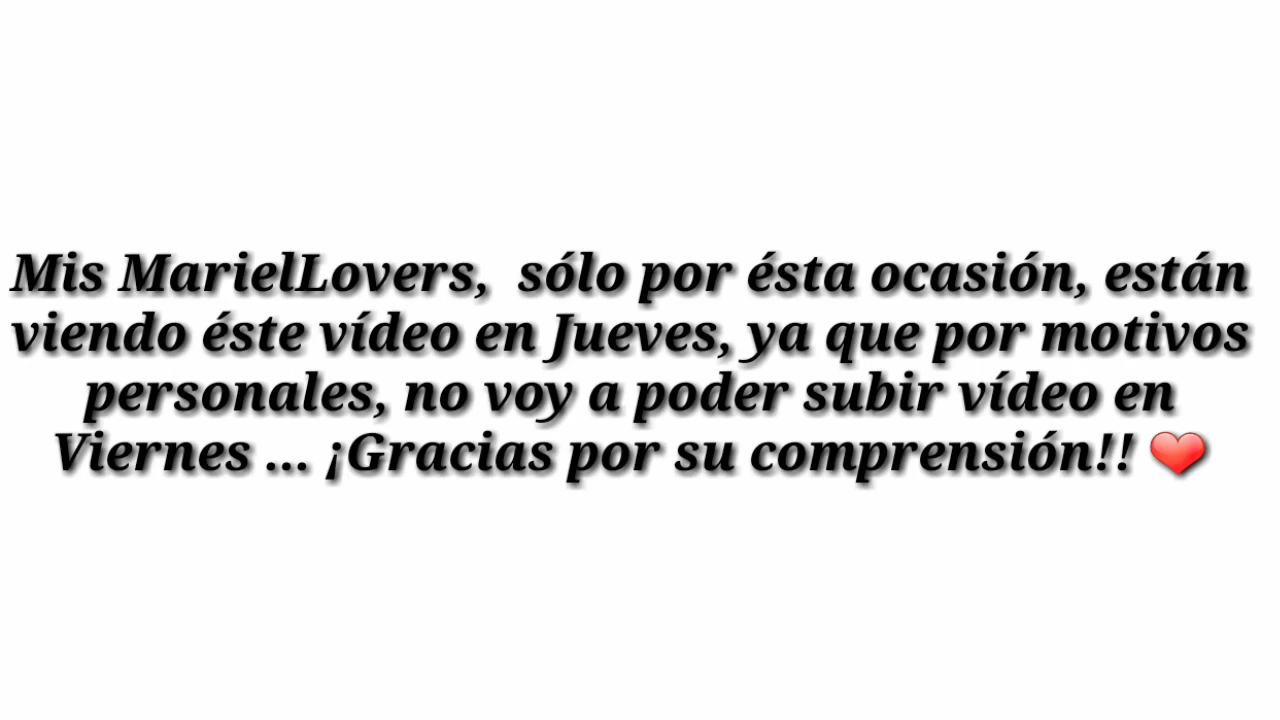 Mis MarielLovers,  sólo por ésta ocasión, están
viendo éste vídeo en Jueves, ya que por motivos
personales, no voy a poder subir vídeo en
Viernes ... ¡Gracias por su comprensión!! ❤